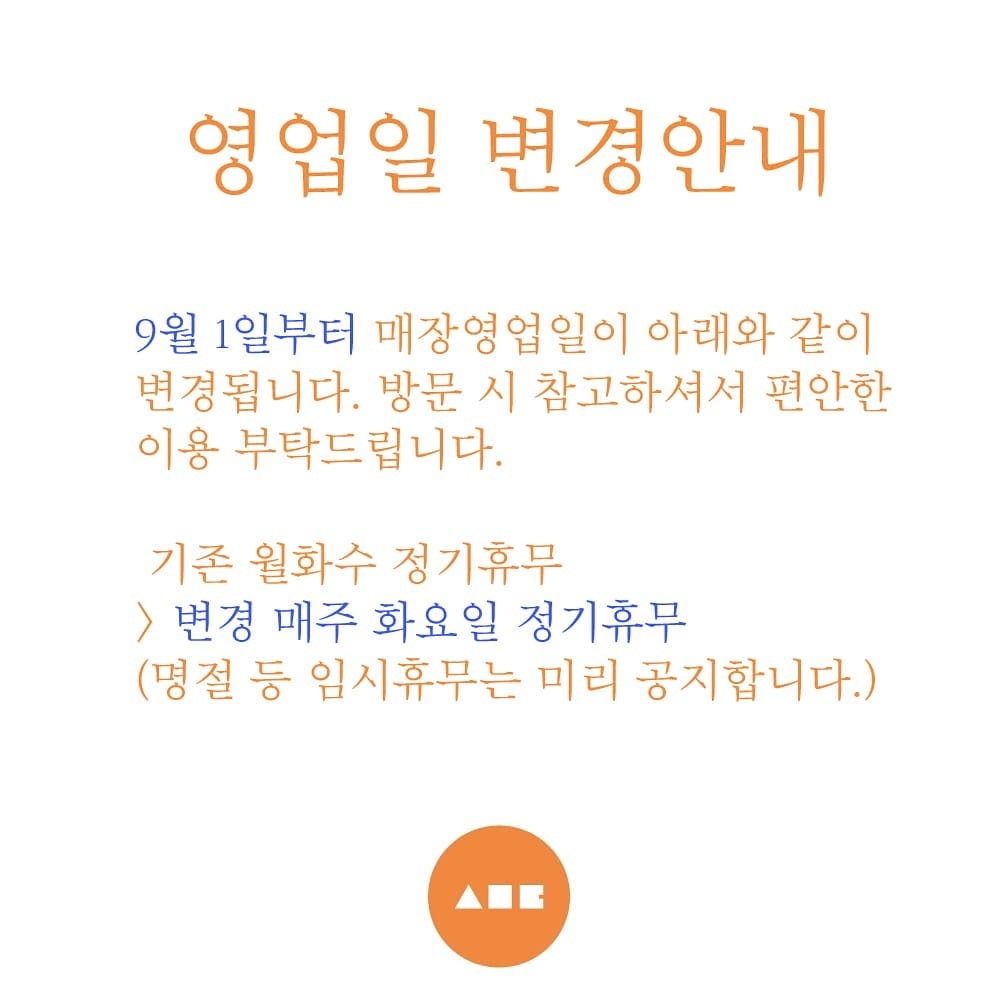 영업일 변경안내
9월 1일부터 매장영업일이 아래와 같이
변경됩니다. 방문 시 참고하셔서 편안한
이용 부탁드립니다.
기존 월화수 정기휴무
〉변경 매주 화요일 정기휴무
(명절 등 임시휴무는 미리 공지합니다.)